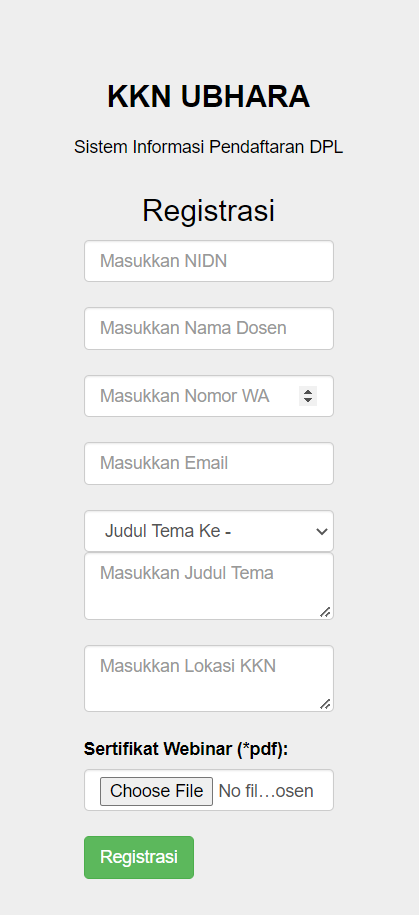 KKN UBHARA
Sistem Informasi Pendaftaran DPL
Registrasi
Masukkan NIDN
Masukkan Nama Dosen
Masukkan Nomor WA
Masukkan Email
Judul Tema Ke -
Masukkan Judul Tema
Masukkan Lokasi KKN
Sertifikat Webinar (*pdf):
Choose File No fil…osen
Registrasi